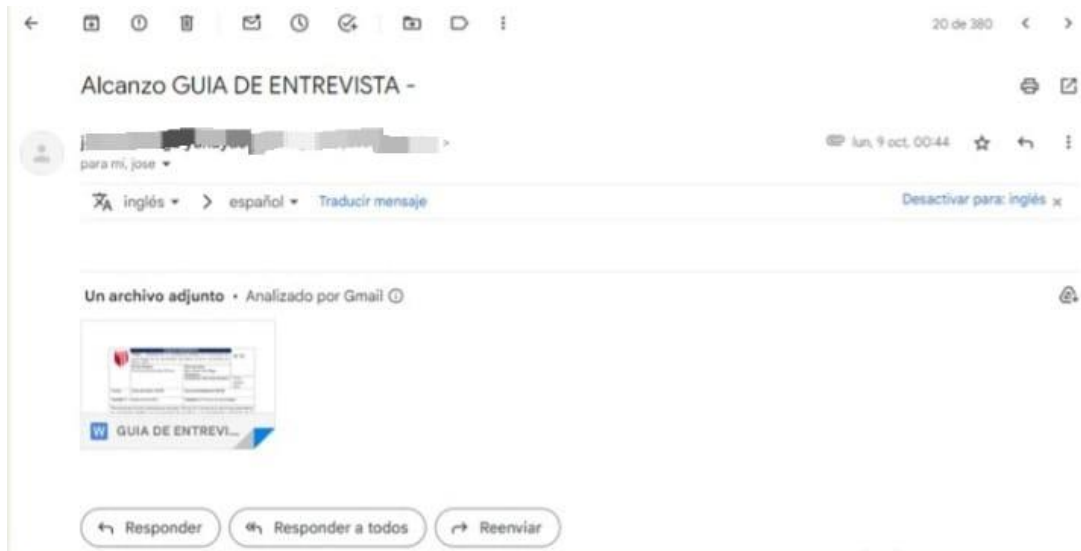 20 de 380
Alcanzo GUIA DE ENTREVISTA -
lun, 9 oct, 00:44
para mi, jose
inglés > español Traducir mensaje Desactivar para: inglés x
Un archivo adjunto • Analizado por Gmail
W GUIA DE ENTREVI...
Responder Responder a todos Reenviar